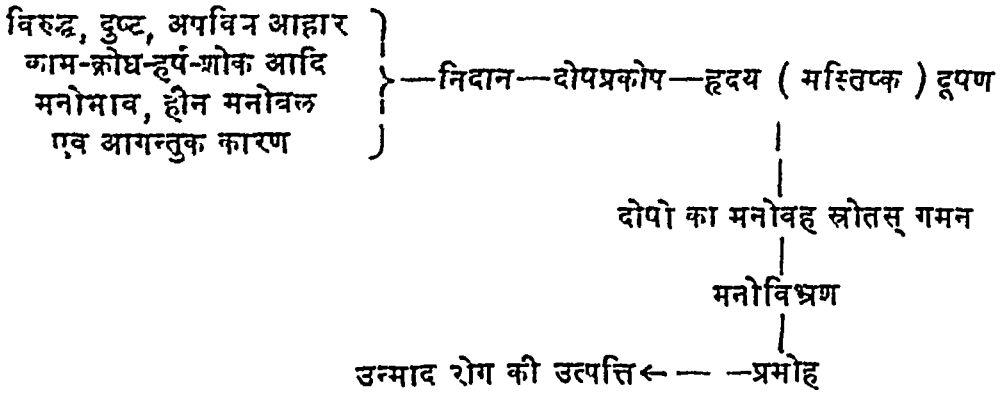 विरुद्ध, दुष्ट, अपवित्र आहार
काम-क्रोध-हर्ष-शोक आदि
मनोभाव, हीन मनोबल
एव आगन्तुक कारण
—निदान—दोषप्रकोप—हृदय ( मस्तिष्क ) दूषण
दोषो का मनोवह स्रोतस् गमन
मनोविभ्रण
उन्माद रोग की उत्पत्ति ← — —प्रमोह